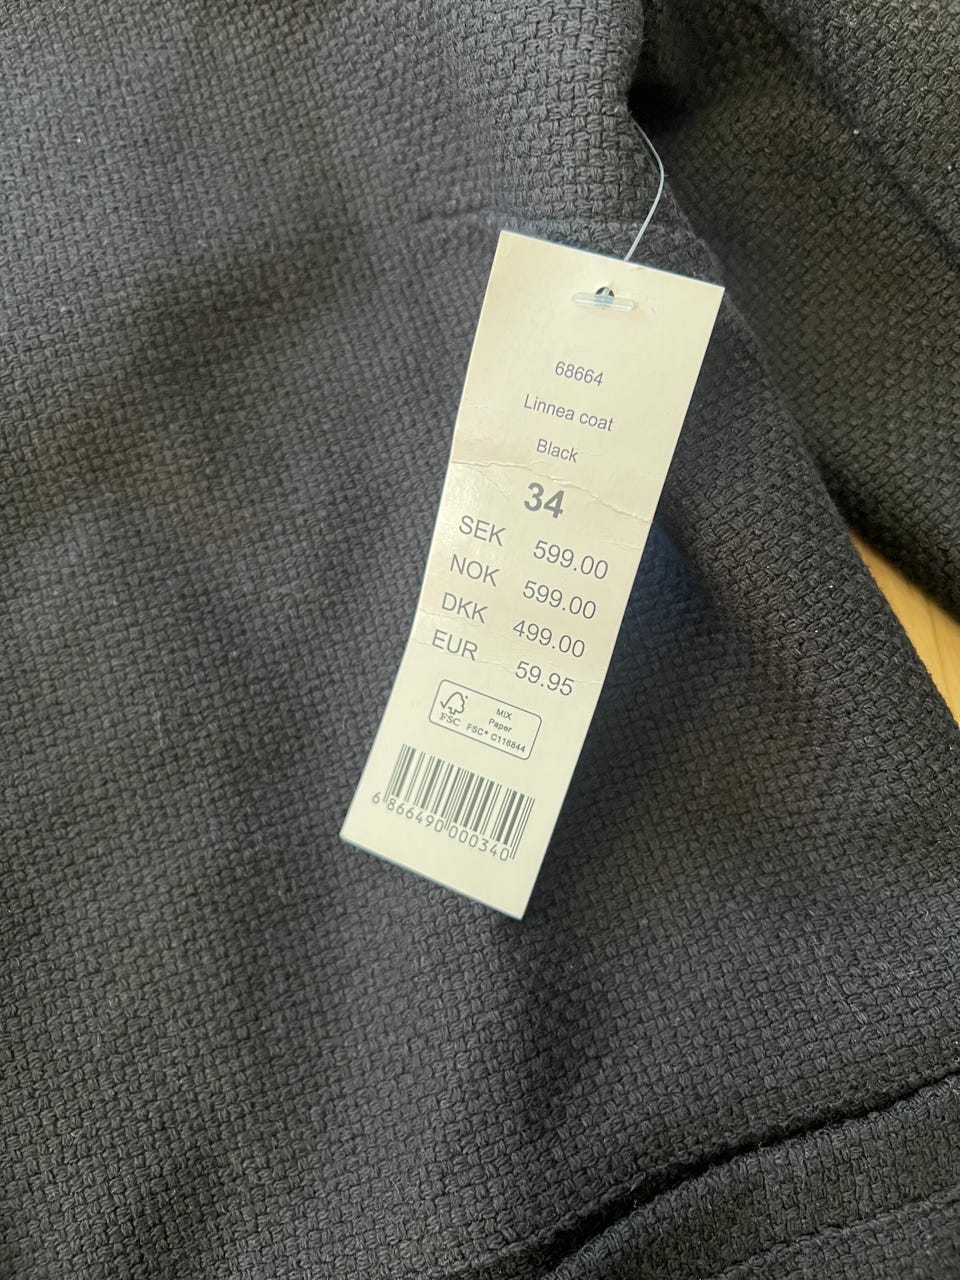 68664
Linnea coat
Black
34
SEK 599.00
NOK 599.00
DKK 499.00
EUR 59.95
FSC
MIX
Paper
FSC® C116844
6 866490 000340